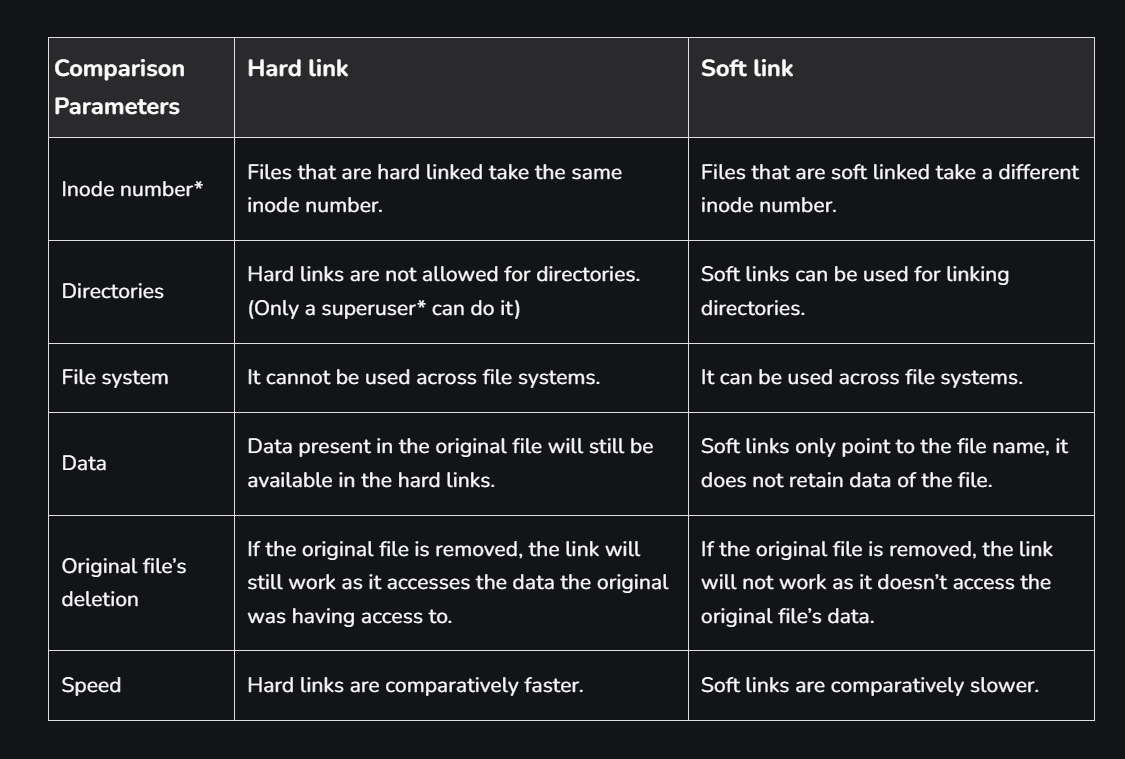 Comparison
Parameters
Hard link
Soft link
Inode number*
Files that are hard linked take the same
inode number.
Files that are soft linked take a different
inode number.
Directories
Hard links are not allowed for directories.
(Only a superuser* can do it)
Soft links can be used for linking
directories.
File system
It cannot be used across file systems.
It can be used across file systems.
Data
Data present in the original file will still be
available in the hard links.
Soft links only point to the file name, it
does not retain data of the file.
Original file’s
deletion
If the original file is removed, the link will
still work as it accesses the data the original
was having access to.
If the original file is removed, the link
will not work as it doesn’t access the
original file’s data.
Speed
Hard links are comparatively faster.
Soft links are comparatively slower.